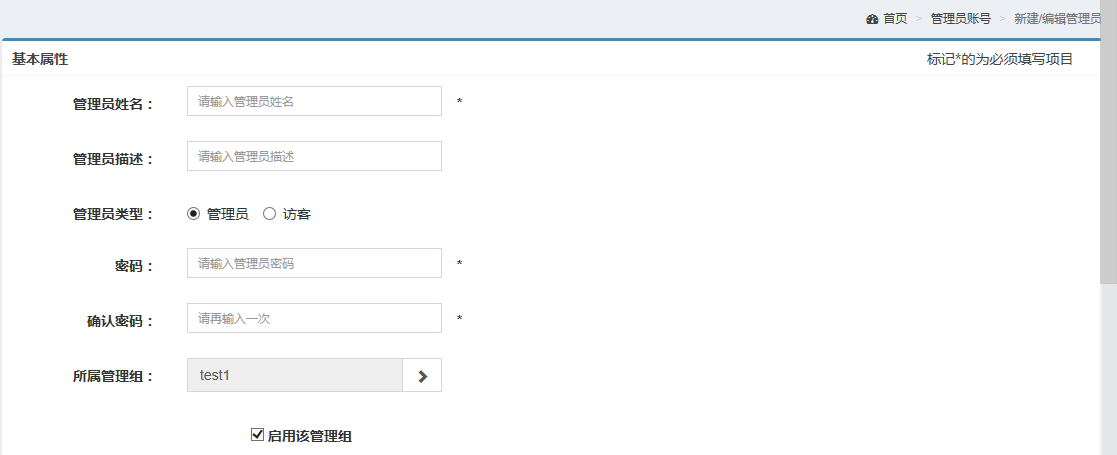 首页 > 管理员账号 > 新建/编辑管理员
基本属性 标记*的为必须填写项目
管理员姓名： 请输入管理员姓名 *
管理员描述： 请输入管理员描述
管理员类型： 管理员 访客
密码： 请输入管理员密码 *
确认密码： 请再输入一次 *
所属管理组： test1
启用该管理组